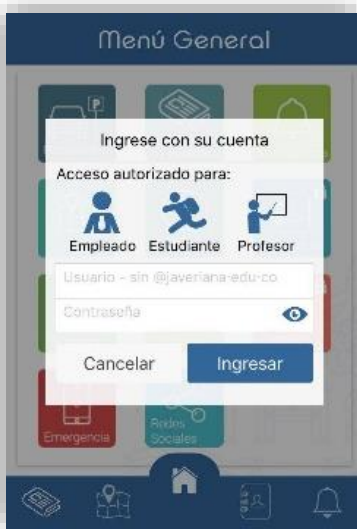 Menú General
Ingrese con su cuenta
Acceso autorizado para:
Empleado Estudiante Profesor
Usuario - sin @javeriana-edu-co
Contraseña
Cancelar Ingresar
Emergencia
Redes
Sociales